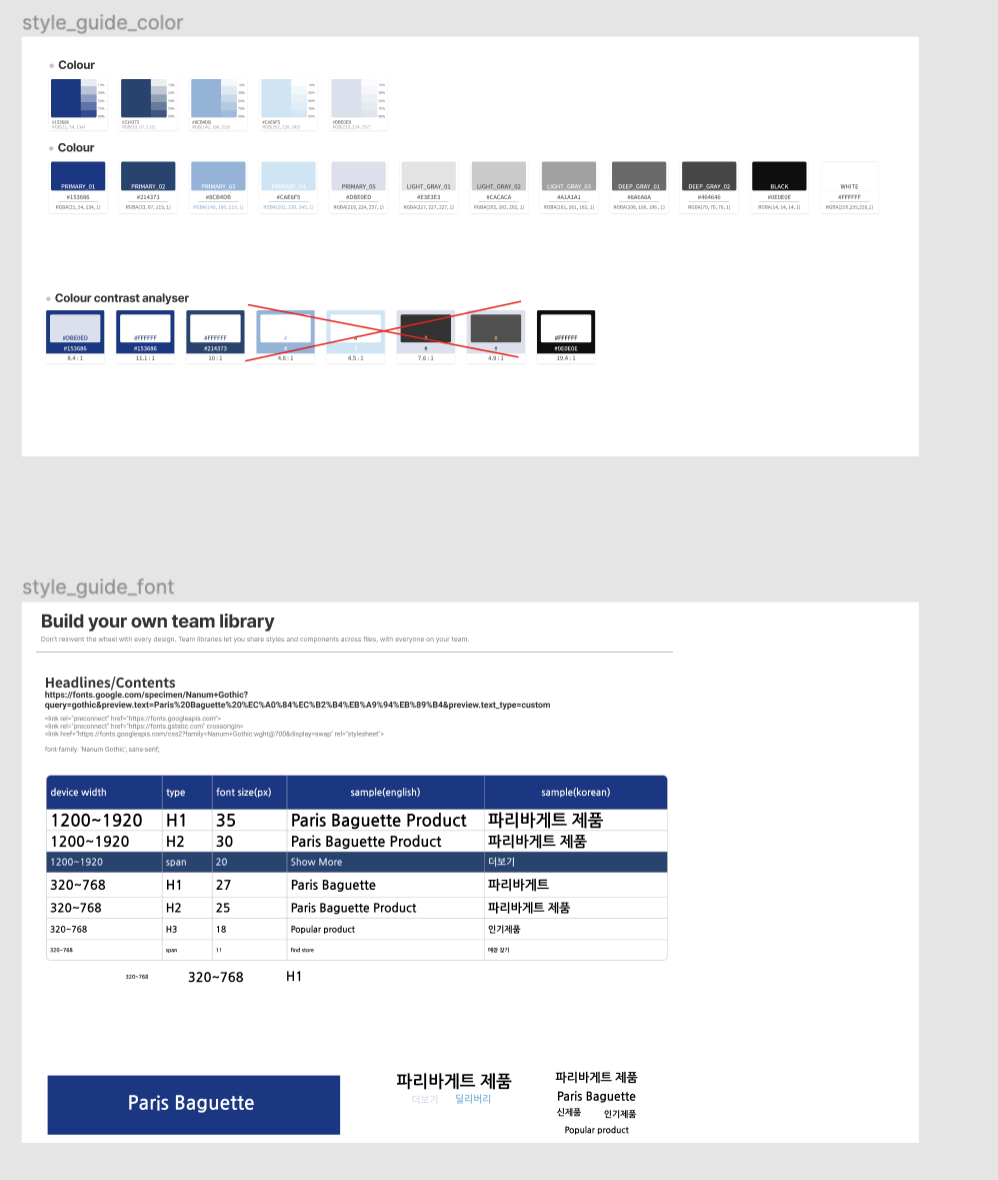 style_guide_color
Colour
#153686 #214373 #8CB4DB #CAE6F5 #DBE0ED
Colour
PRIMARY_01 PRIMARY_02 PRIMARY_03 PRIMARY_05 LIGHT_GRAY_01 LIGHT_GRAY_02 LIGHT_GRAY_03 DEEP_GRAY_01 DEEP_GRAY_02 BLACK WHITE
#153686 #214373 #8CB4DB #CAE6F5 #DBE0ED #E3E3E3 #CACACA #A1A1A1 #6A6A6A #464646 #0E0E0E #FFFFFF
RGBA(21, 54, 134, 1) RGBA(33, 67, 115, 1) RGBA(140, 180, 219, 1) RGBA(202, 230, 245, 1) RGBA(219, 224, 237, 1) RGBA(227, 227, 227, 1) RGBA(202, 202, 202, 1) RGBA(161, 161, 161, 1) RGBA(106, 106, 106, 1) RGBA(70, 70, 70, 1) RGBA(14, 14, 14, 1) RGBA(255,255,255,1)
Colour contrast analyser
#DBE0ED #FFFFFF #FFFFFF # # # # #FFFFFF
#153686 #153686 #214373 # # # # #0E0E0E
8.4 : 1 11.1 : 1 10 : 1 4.6 : 1 4.5 : 1 7.6 : 1 4.9 : 1 19.4 : 1
style_guide_font
Build your own team library
Don't reinvent the wheel with every design. Team libraries let you share styles and components across files, with everyone on your team.
Headlines/Contents
https://fonts.google.com/specimen/Nanum+Gothic?
query=gothic&preview.text=Paris%20Baguette%20%EC%A0%84%EC%B2%B4%EB%A9%94%EB%89%B4&preview.text_type=custom
<link rel="preconnect" href="https://fonts.googleapis.com">
<link rel="preconnect" href="https://fonts.gstatic.com" crossorigin>
<link href="https://fonts.googleapis.com/css2?family=Nanum+Gothic:wght@700&display=swap" rel="stylesheet">
font-family: 'Nanum Gothic', sans-serif;
device width type font size(px) sample(english) sample(korean)
1200~1920 H1 35 Paris Baguette Product 파리바게트 제품
1200~1920 H2 30 Paris Baguette Product 파리바게트 제품
1200~1920 span 20 Show More 더보기
320~768 H1 27 Paris Baguette 파리바게트
320~768 H2 25 Paris Baguette Product 파리바게트 제품
320~768 H3 18 Popular product 인기제품
320~768 span 11 find store 매장 찾기
320~768 320~768 H1
Paris Baguette
파리바게트 제품
더보기 딜리버리
파리바게트 제품
Paris Baguette
신제품 인기제품
Popular product